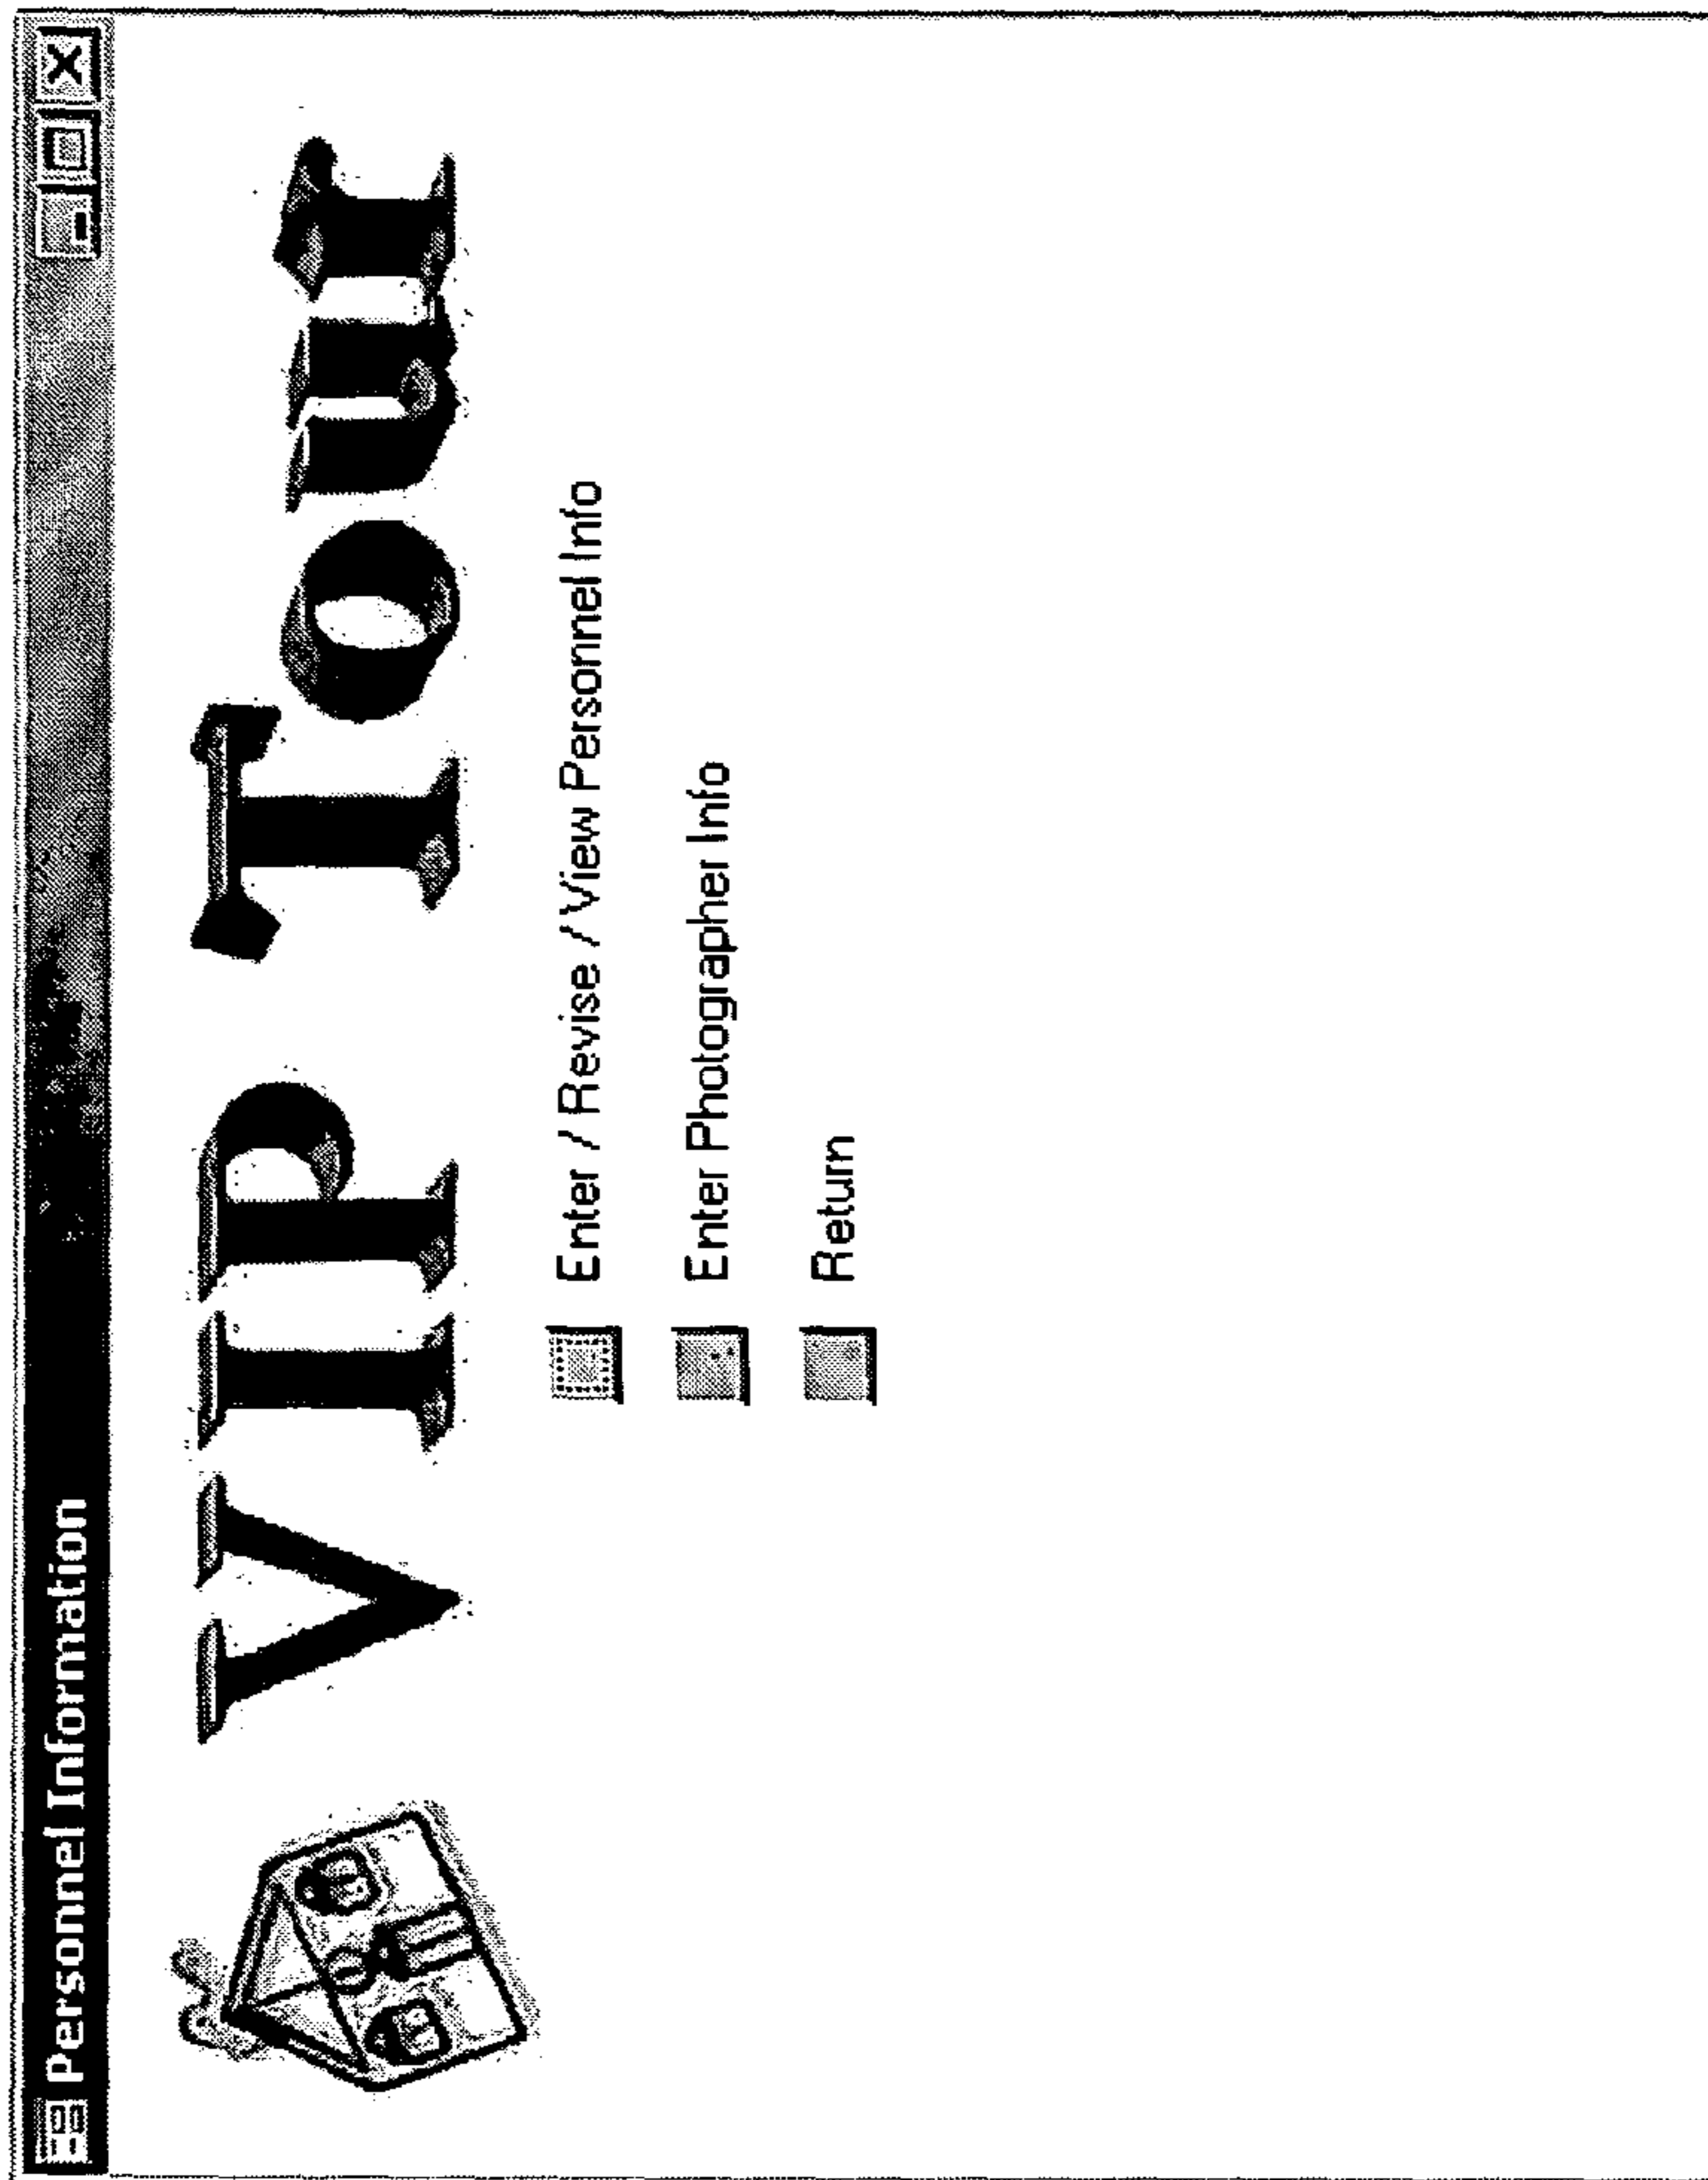 Personnel Information
VIP Tour
Enter / Revise / View Personnel Info
Enter Photographer Info
Return